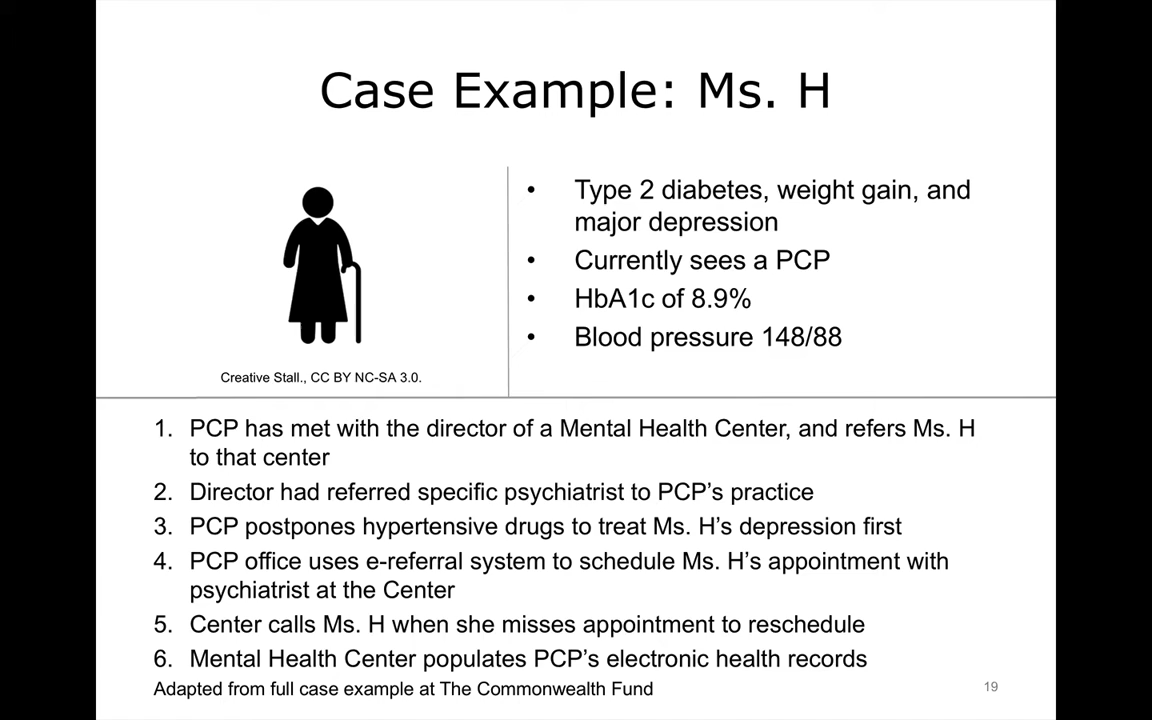 Case Example: Ms. H
• Type 2 diabetes, weight gain, and
major depression
• Currently sees a PCP
• HbA1c of 8.9%
• Blood pressure 148/88
Creative Stall., CC BY NC-SA 3.0.
1. PCP has met with the director of a Mental Health Center, and refers Ms. H
to that center
2. Director had referred specific psychiatrist to PCP’s practice
3. PCP postpones hypertensive drugs to treat Ms. H’s depression first
4. PCP office uses e-referral system to schedule Ms. H’s appointment with
psychiatrist at the Center
5. Center calls Ms. H when she misses appointment to reschedule
6. Mental Health Center populates PCP’s electronic health records
Adapted from full case example at The Commonwealth Fund
19